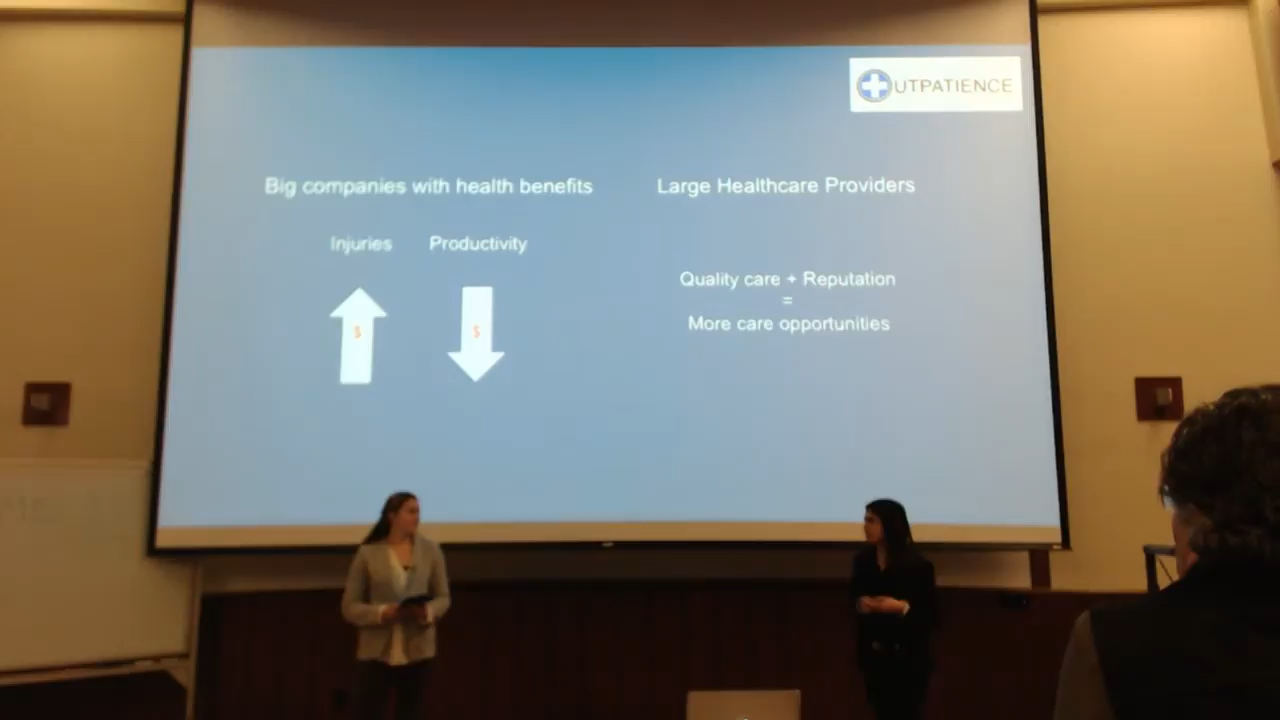 UTPATIENCE
Big companies with health benefits
Large Healthcare Providers
Injuries
Productivity
$
$
Quality care + Reputation
=
More care opportunities